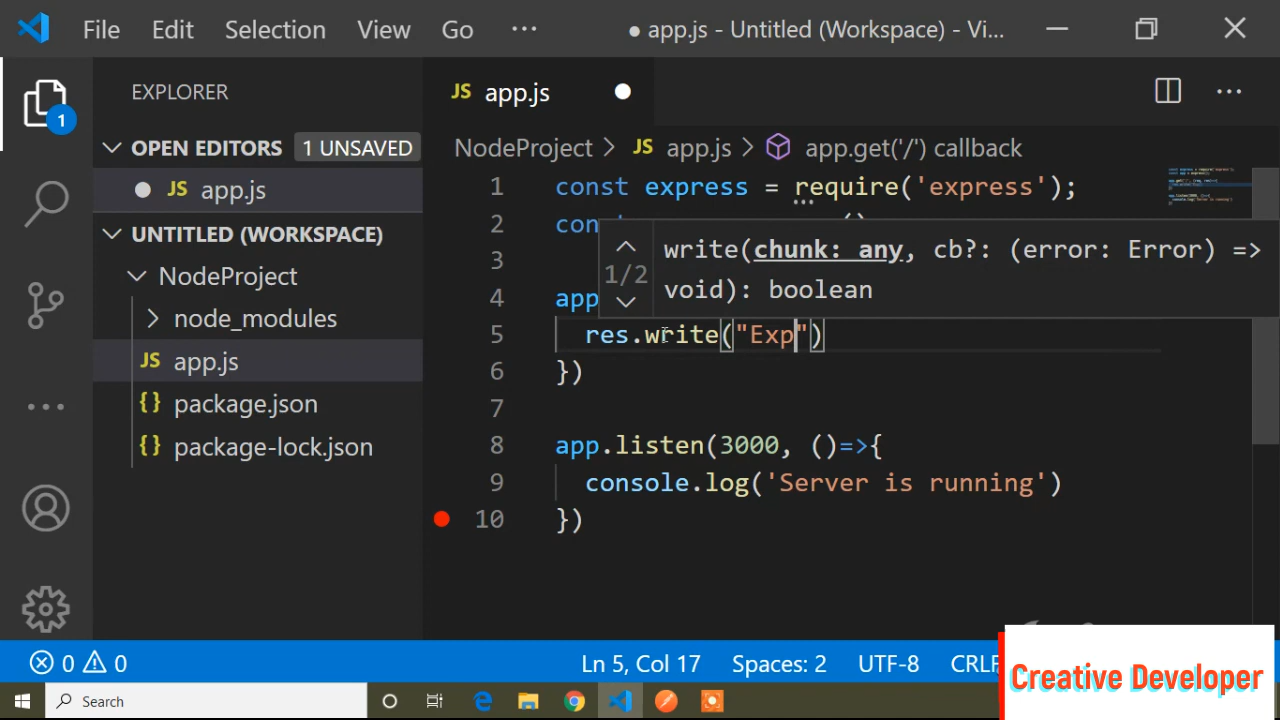 File Edit Selection View Go ··· ● app.js - Untitled (Workspace) - Vi...
EXPLORER
JS app.js
OPEN EDITORS 1 UNSAVED
1
JS app.js
UNTITLED (WORKSPACE)
NodeProject
node_modules
JS app.js
{} package.json
{} package-lock.json
NodeProject > JS app.js > app.get('/') callback
1 const express = require('express');
2 con
3
4 app
write(chunk: any, cb?: (error: Error) =>
1/2
void): boolean
5 res.write("Exp")
6 })
7
8 app.listen(3000, ()=>{
9 console.log('Server is running')
10 })
0 0 Ln 5, Col 17 Spaces: 2 UTF-8 CRLF
Creative Developer
Search